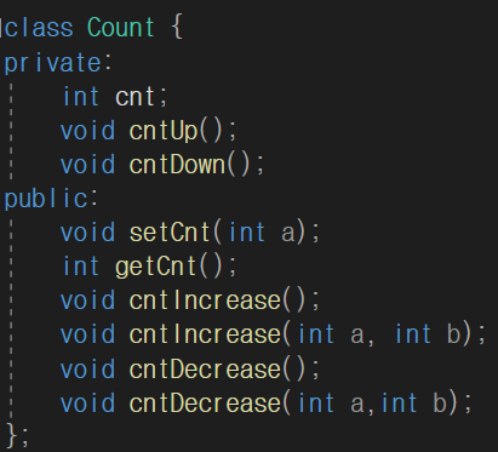 class Count {
private:
int cnt;
void cntUp();
void cntDown();
public:
void setCnt(int a);
int getCnt();
void cntIncrease();
void cntIncrease(int a, int b);
void cntDecrease();
void cntDecrease(int a,int b);
};